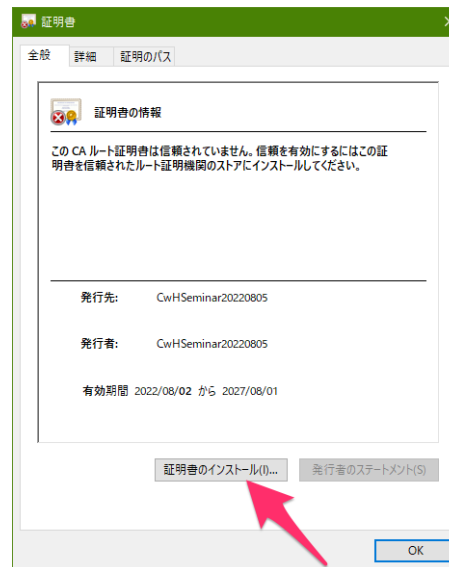 証明書
全般 詳細 証明のパス
証明書の情報
この CA ルート証明書は信頼されていません。信頼を有効にするにはこの証
明書を信頼されたルート証明機関のストアにインストールしてください。
発行先: CwHSeminar20220805
発行者: CwHSeminar20220805
有効期間 2022/08/02 から 2027/08/01
証明書のインストール(I)... 発行者のステートメント(S)
OK